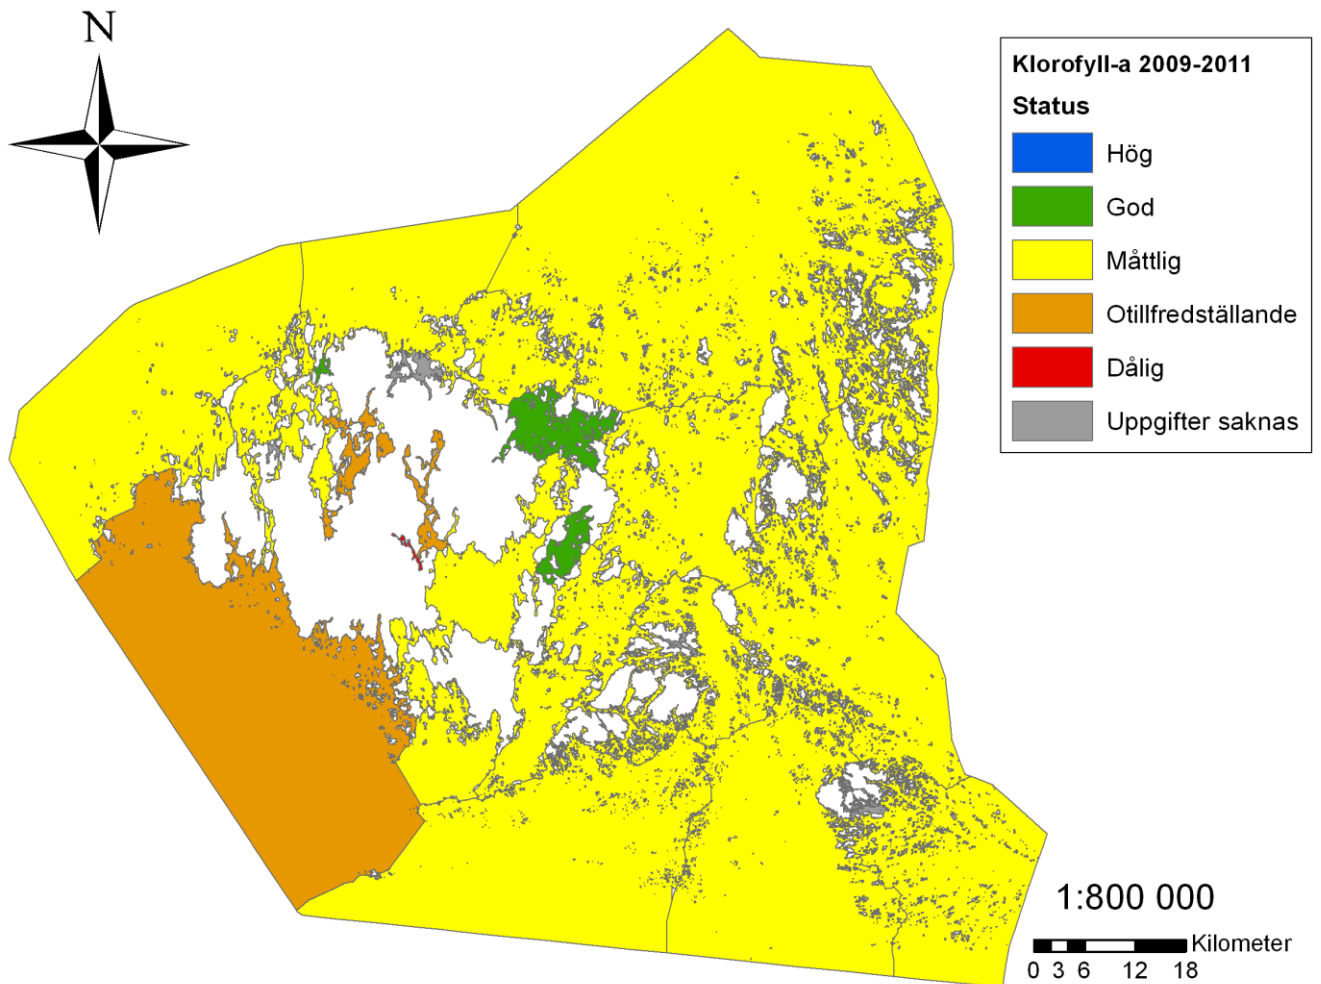 N
Klorofyll-a 2009-2011
Status
Hög
God
Måttlig
Otillfredställande
Dålig
Uppgifter saknas
1:800 000
Kilometer
0 3 6 12 18